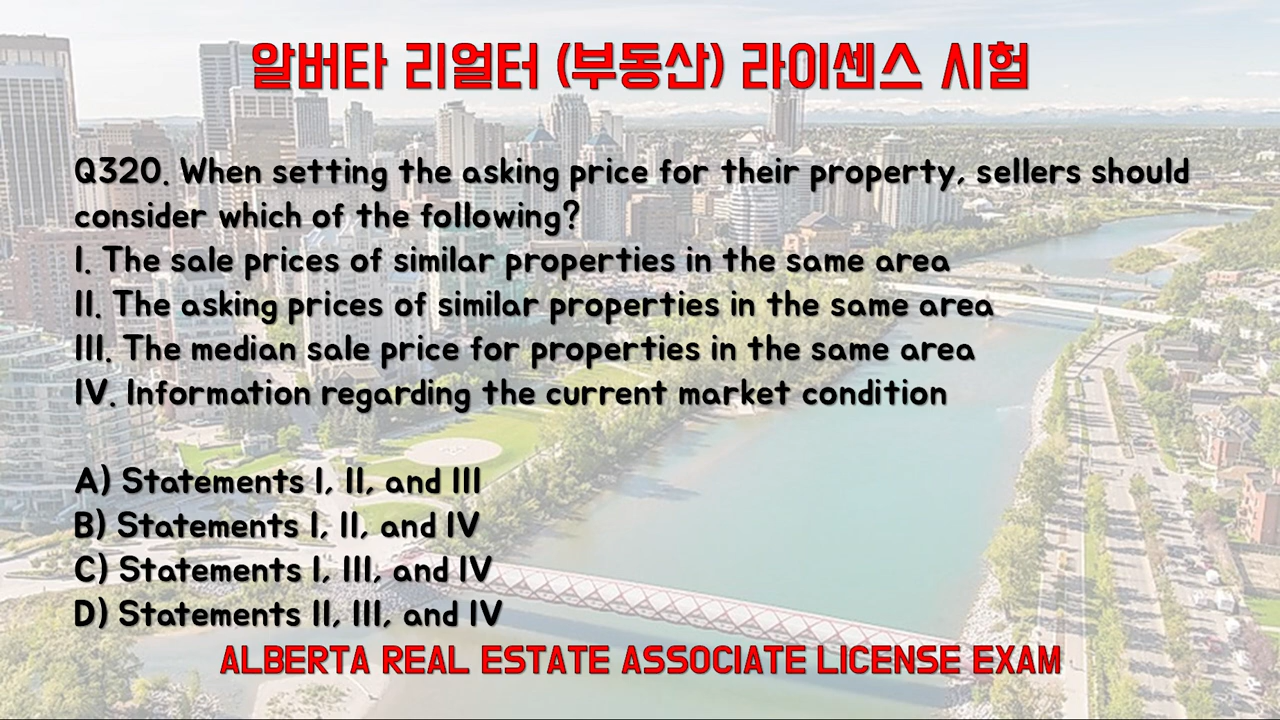 알버타 리얼터 (부동산) 라이센스 시험
Q320. When setting the asking price for their property, sellers should
consider which of the following?
I. The sale prices of similar properties in the same area
II. The asking prices of similar properties in the same area
III. The median sale price for properties in the same area
IV. Information regarding the current market condition
A) Statements I, II, and III
B) Statements I, II, and IV
C) Statements I, III, and IV
D) Statements II, III, and IV
ALBERTA REAL ESTATE ASSOCIATE LICENSE EXAM